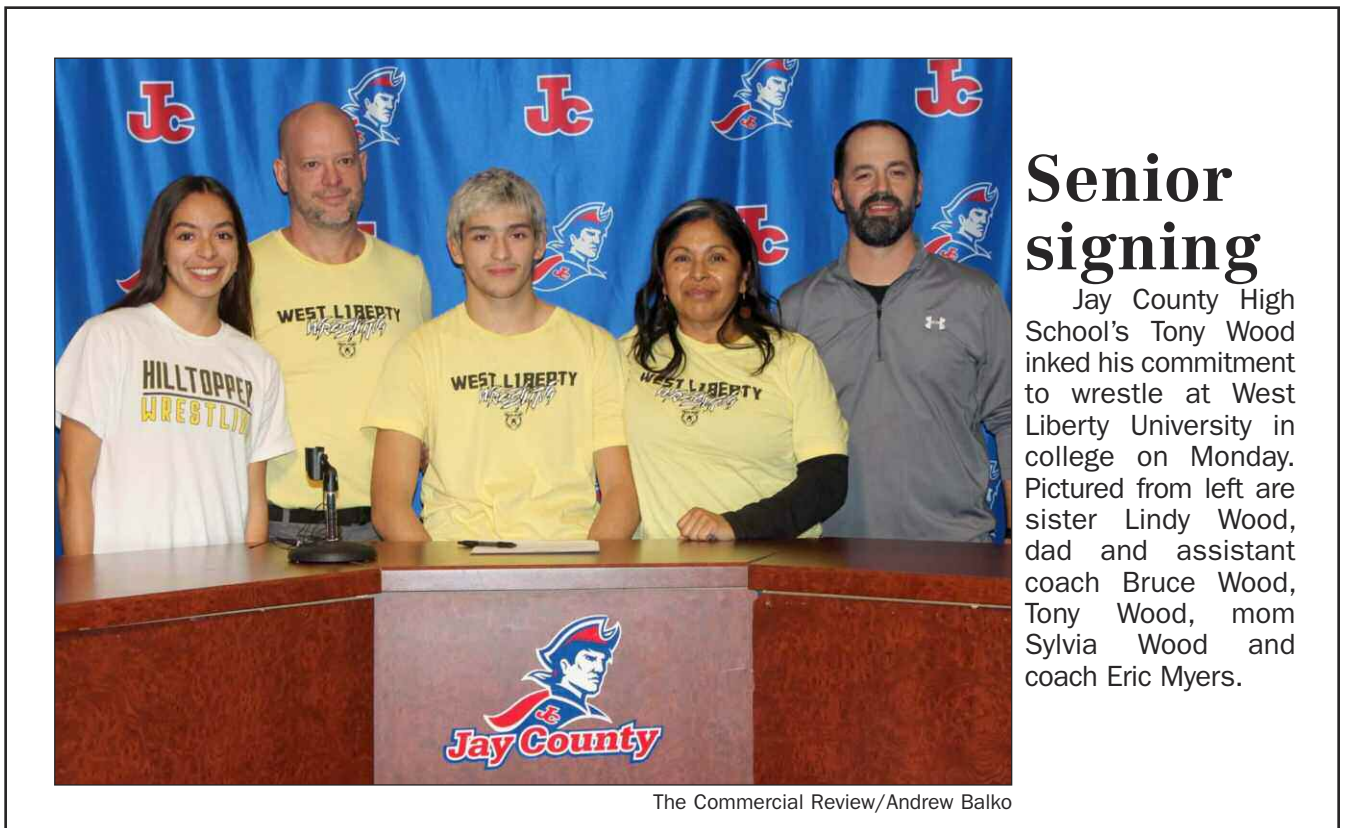 JC
JC
JC
HILLTOPPER
WRESTLIN
WEST LIBERTY
Wrestling
WEST LIBERTY
Wrestling
WEST LIBERTY
Wrestling
JC
Jay County
The Commercial Review/Andrew Balko
Senior
signing
Jay County High
School's Tony Wood
inked his commitment
to wrestle at West
Liberty University in
college on Monday.
Pictured from left are
sister Lindy Wood,
dad and assistant
coach Bruce Wood,
Tony Wood, mom
Sylvia Wood and
coach Eric Myers.